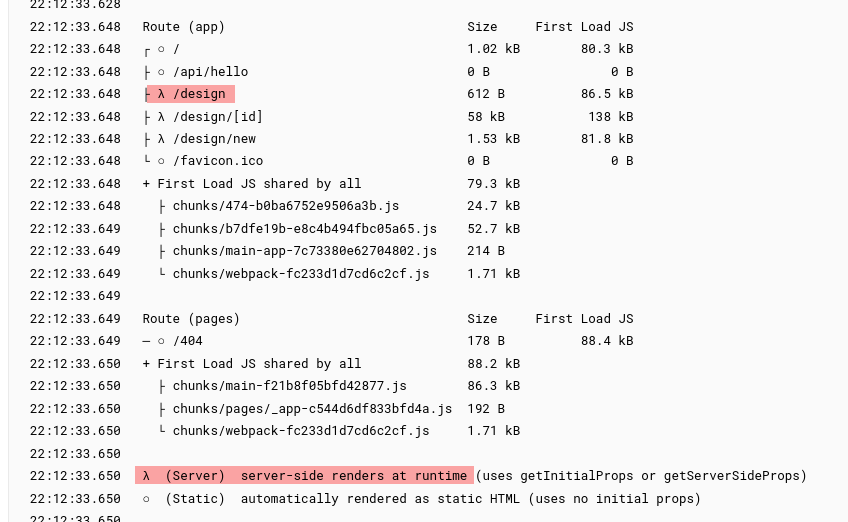 22:12:33.628
22:12:33.648 Route (app) Size First Load JS
22:12:33.648 ┌ ○ / 1.02 kB 80.3 kB
22:12:33.648 ├ ○ /api/hello 0 B 0 B
22:12:33.648 ├ λ /design 612 B 86.5 kB
22:12:33.648 ├ λ /design/[id] 58 kB 138 kB
22:12:33.648 ├ λ /design/new 1.53 kB 81.8 kB
22:12:33.648 └ ○ /favicon.ico 0 B 0 B
22:12:33.648 + First Load JS shared by all 79.3 kB
22:12:33.648 ├ chunks/474-b0ba6752e9506a3b.js 24.7 kB
22:12:33.648 ├ chunks/b7dfe19b-e8c4b494fbc05a65.js 52.7 kB
22:12:33.649 ├ chunks/main-app-7c73380e62704802.js 214 B
22:12:33.649 └ chunks/webpack-fc233d1d7cd6c2cf.js 1.71 kB
22:12:33.649
22:12:33.649 Route (pages) Size First Load JS
22:12:33.649 ─ ○ /404 178 B 88.4 kB
22:12:33.650 + First Load JS shared by all 88.2 kB
22:12:33.650 ├ chunks/main-f21b8f05bfd42877.js 86.3 kB
22:12:33.650 ├ chunks/pages/_app-c544d6df833bfd4a.js 192 B
22:12:33.650 └ chunks/webpack-fc233d1d7cd6c2cf.js 1.71 kB
22:12:33.650
22:12:33.650 λ (Server) server-side renders at runtime (uses getInitialProps or getServerSideProps)
22:12:33.650 ○ (Static) automatically rendered as static HTML (uses no initial props)
22:12:33.650